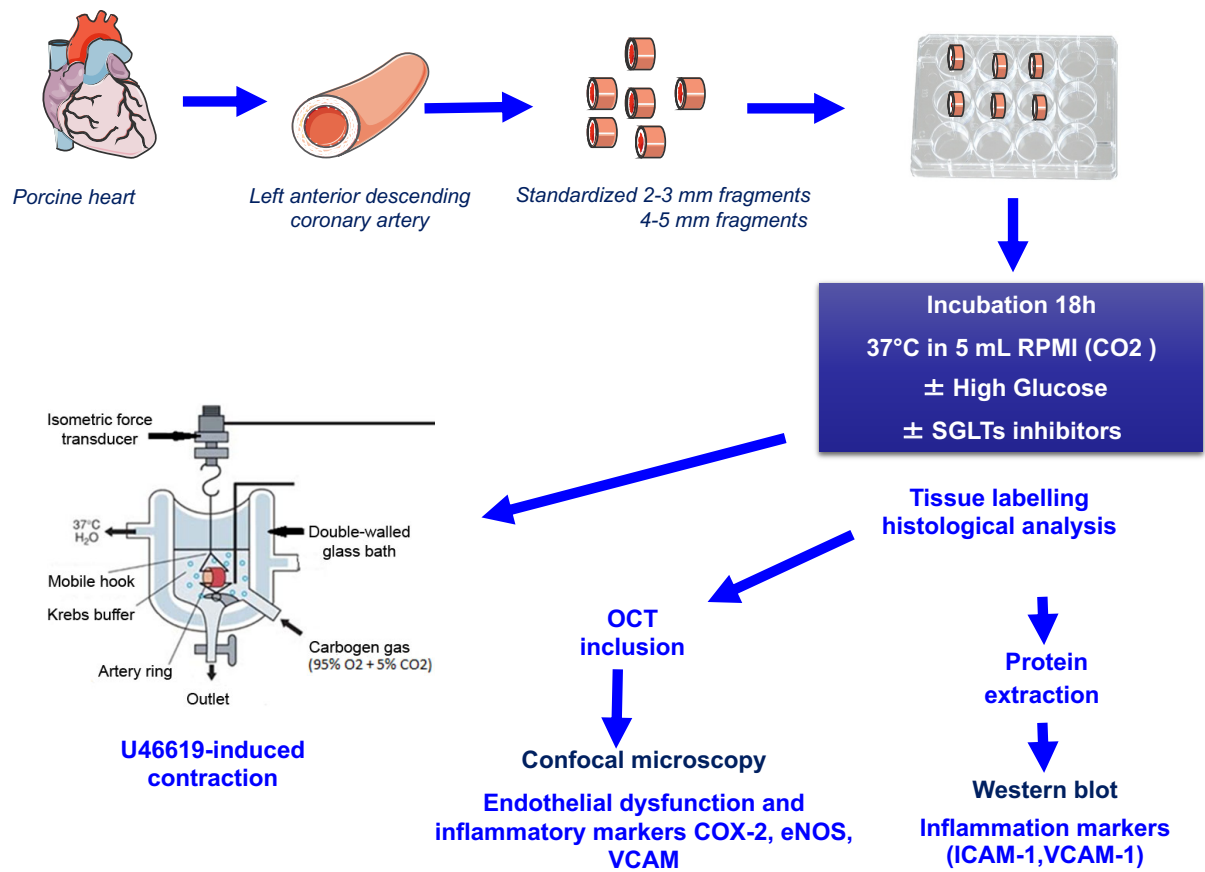 Porcine heart
Left anterior descending
coronary artery
Standardized 2-3 mm fragments
4-5 mm fragments
Incubation 18h
37°C in 5 mL RPMI (CO2 )
± High Glucose
± SGLTs inhibitors
Isometric force
transducer
37°C
H₂O
Double-walled
glass bath
Mobile hook
Krebs buffer
Artery ring
Carbogen gas
(95% O2 + 5% CO2)
Outlet
U46619-induced
contraction
Tissue labelling
histological analysis
OCT
inclusion
Confocal microscopy
Endothelial dysfunction and
inflammatory markers COX-2, eNOS,
VCAM
Protein
extraction
Western blot
Inflammation markers
(ICAM-1,VCAM-1)